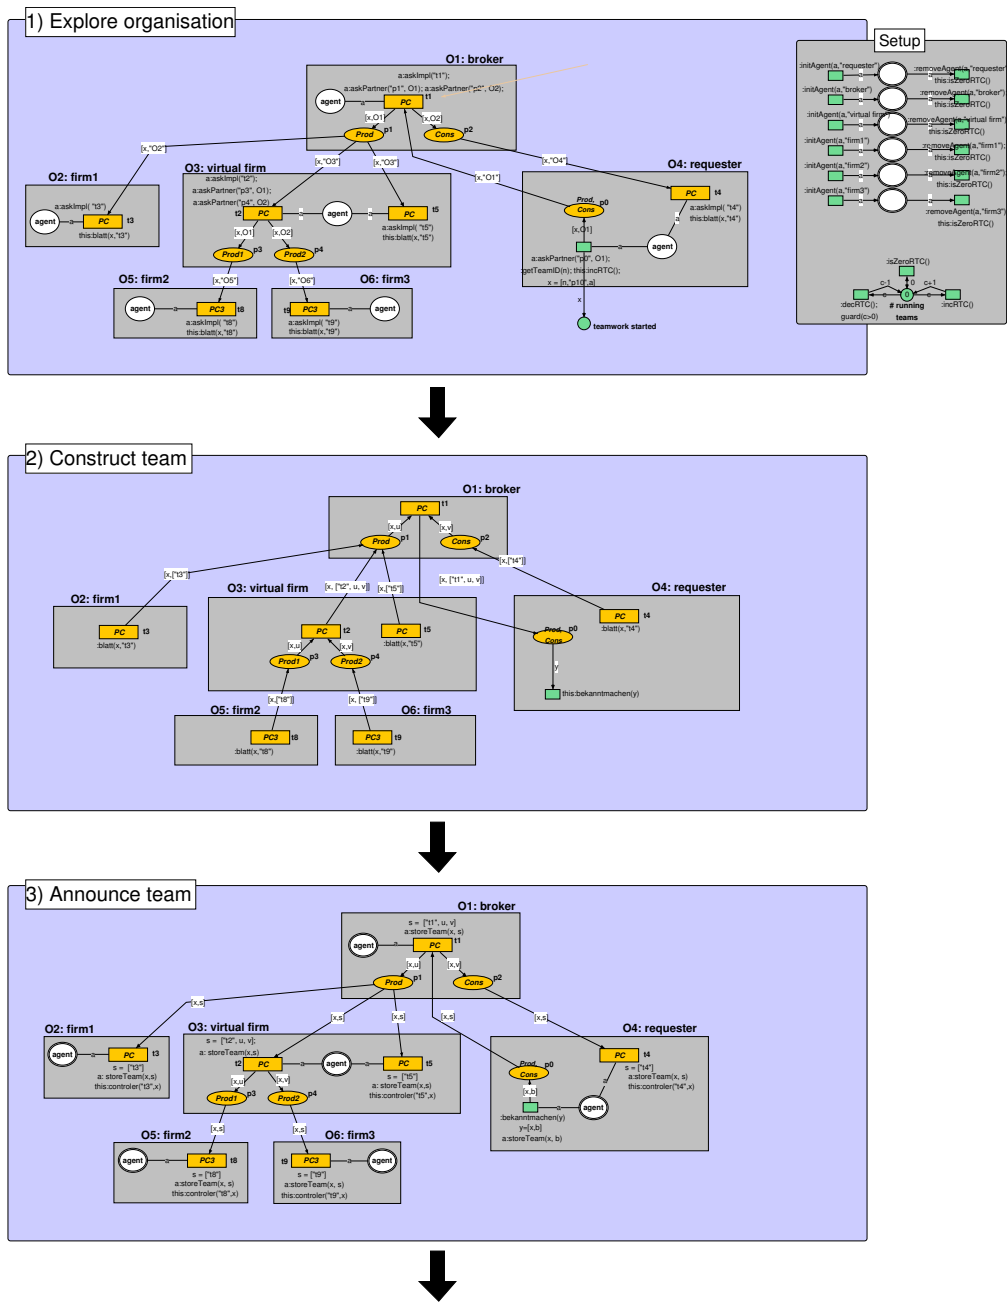 1) Explore organisation
O1: broker
a:askImpl("t1");
a:askPartner("p1", O1); a:askPartner("p2", O2);
agent
a
PC
t1
[x,O1]
[x,O2]
Prod
p1
Cons
p2
[x,"O2"]
[x,"O3"]
[x,"O3"]
[x,"O1"]
[x,"O4"]
O2: firm1
a:askImpl( "t3")
agent
a
PC
t3
this:blatt(x,"t3")
O3: virtual firm
a:askImpl("t2");
a:askPartner("p3", O1);
a:askPartner("p4", O2)
t2
PC
a
agent
a
PC
t5
a:askImpl( "t5")
this:blatt(x,"t5")
[x,O1]
[x,O2]
Prod1
p3
Prod2
p4
[x,"O5"]
[x,"O6"]
O5: firm2
agent
a
PC3
t8
a:askImpl( "t8")
this:blatt(x,"t8")
O6: firm3
t9
PC3
a
agent
a:askImpl( "t9")
this:blatt(x,"t9")
O4: requester
PC
t4
a:askImpl( "t4")
this:blatt(x,"t4")
Prod,
Cons
p0
[x,O1]
a
a
agent
a:askPartner("p0", O1);
:getTeamID(n); this:incRTC();
x = [n,"p10",a]
x
teamwork started
Setup
:initAgent(a,"requester")
a
a
:removeAgent(a,"requester"
this:isZeroRTC()
:initAgent(a,"broker")
a
a
:removeAgent(a,"broker");
this:isZeroRTC()
:initAgent(a,"virtual firm")
a
a
:removeAgent(a,"virtual firm")
this:isZeroRTC()
:initAgent(a,"firm1")
a
a
:removeAgent(a,"firm1");
this:isZeroRTC()
:initAgent(a,"firm2")
a
a
:removeAgent(a,"firm2");
this:isZeroRTC()
:initAgent(a,"firm3")
a
a
:removeAgent(a,"firm3")
this:isZeroRTC()
:isZeroRTC()
c-1
0
c+1
c
0
c
:decRTC();
# running
:incRTC()
guard(c>0)
teams
2) Construct team
O1: broker
PC
t1
[x,u]
[x,v]
Prod
p1
Cons
p2
[x,["t3"]]
[x, ["t2", u, v]]
[x,["t5"]]
[x, ["t1", u, v]]
[x,["t4"]]
O2: firm1
PC
t3
:blatt(x,"t3")
O3: virtual firm
PC
t2
PC
t5
:blatt(x,"t5")
[x,u]
[x,v]
Prod1
p3
Prod2
p4
[x,["t8"]]
[x, ["t9"]]
O5: firm2
PC3
t8
:blatt(x,"t8")
O6: firm3
PC3
t9
:blatt(x,"t9")
O4: requester
PC
t4
:blatt(x,"t4")
Prod,
Cons
p0
y
this:bekanntmachen(y)
3) Announce team
O1: broker
s = ["t1", u, v]
a:storeTeam(x, s)
agent
a
PC
t1
[x,u]
[x,v]
Prod
p1
Cons
p2
[x,s]
[x,s]
[x,s]
[x,s]
[x,s]
O2: firm1
agent
a
PC
t3
s = ["t3"]
a: storeTeam(x,s)
this:controler("t3",x)
O3: virtual firm
s = ["t2", u, v];
a: storeTeam(x,s)
t2
PC
a
agent
a
PC
t5
s = ["t5"]
a: storeTeam(x,s)
this:controler("t5",x)
[x,u]
[x,v]
Prod1
p3
Prod2
p4
[x,s]
[x,s]
O5: firm2
agent
a
PC3
t8
s = ["t8"]
a:storeTeam(x, s)
this:controler("t8",x)
O6: firm3
t9
PC3
a
agent
s = ["t9"]
a:storeTeam(x, s)
this:controler("t9",x)
O4: requester
PC
t4
s = ["t4"]
a:storeTeam(x, s)
this:controler("t4",x)
Prod,
Cons
p0
[x,b]
a
a
agent
:bekanntmachen(y)
y=[x,b]
a:storeTeam(x, b)